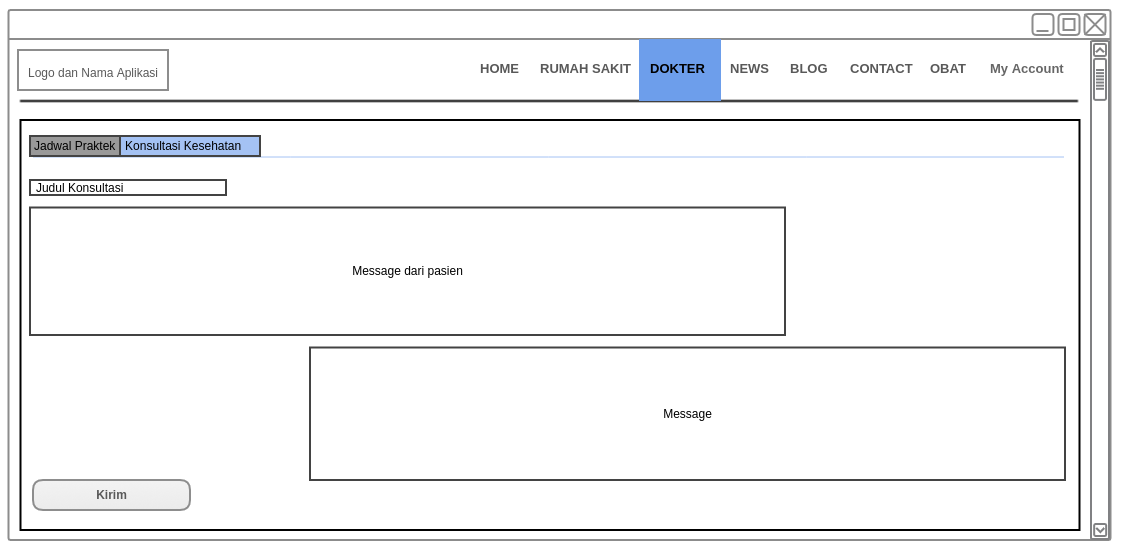 Logo dan Nama Aplikasi
HOME RUMAH SAKIT DOKTER NEWS BLOG CONTACT OBAT My Account
Jadwal Praktek Konsultasi Kesehatan
Judul Konsultasi
Message dari pasien
Message
Kirim